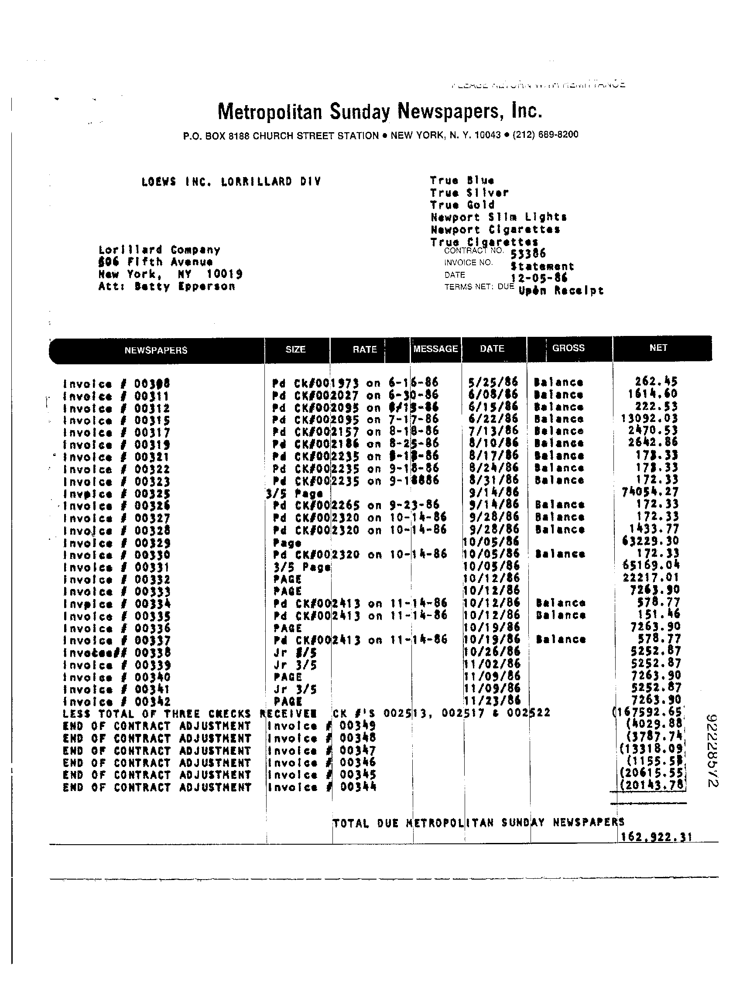 PLEASE RETURN WITH REMITTANCE
Metropolitan Sunday Newspapers, Inc.
P.O. BOX 8188 CHURCH STREET STATION • NEW YORK, N. Y. 10043 • (212) 689-8200
LOEWS INC. LORRILLARD DIV
True Blue
True Silver
True Gold
Newport Slim Lights
Newport Cigarettes
True Cigarettes
Lorillard Company
606 Fifth Avenue
New York, NY 10019
Att: Betty Epperson
CONTRACT NO. 53386
INVOICE NO. Statement
DATE 12-05-86
TERMS NET: DUE Upon Receipt
NEWSPAPERS SIZE RATE MESSAGE DATE GROSS NET
Invoice # 00308 Pd Ck#001973 on 6-16-86 5/25/86 Balance 262.45
Invoice # 00311 Pd CK#002027 on 6-30-86 6/08/86 Balance 1614.60
Invoice # 00312 Pd CK#002095 on 8/15-86 6/15/86 Balance 222.53
Invoice # 00315 Pd CK#002095 on 7-17-86 6/22/86 Balance 13092.03
Invoice # 00317 Pd CK#002157 on 8-18-86 7/13/86 Balance 2470.53
Invoice # 00319 Pd CK#002186 on 8-25-86 8/10/86 Balance 2642.86
Invoice # 00321 Pd CK#002235 on 9-18-86 8/17/86 Balance 173.33
Invoice # 00322 Pd CK#002235 on 9-18-86 8/24/86 Balance 173.33
Invoice # 00323 Pd CK#002235 on 9-18886 8/31/86 Balance 172.33
Invoice # 00325 3/5 Page 9/14/86 74054.27
Invoice # 00326 Pd CK#002265 on 9-23-86 9/14/86 Balance 172.33
Invoice # 00327 Pd CK#002320 on 10-14-86 9/28/86 Balance 172.33
Invoice # 00328 Pd CK#002320 on 10-14-86 9/28/86 Balance 1433.77
Invoice # 00329 Page 10/05/86 63229.30
Invoice # 00330 Pd CK#002320 on 10-14-86 10/05/86 Balance 172.33
Invoice # 00331 3/5 Page 10/05/86 65169.04
Invoice # 00332 PAGE 10/12/86 22217.01
Invoice # 00333 PAGE 10/12/86 7263.90
Invoice # 00334 Pd CK#002413 on 11-14-86 10/12/86 Balance 578.77
Invoice # 00335 Pd CK#002413 on 11-14-86 10/12/86 Balance 151.46
Invoice # 00336 PAGE 10/19/86 7263.90
Invoice # 00337 Pd CK#002413 on 11-14-86 10/19/86 Balance 578.77
# 00338 Jr 10/26/86 5252.87
Invoice # 00339 Jr 3/5 11/02/86 5252.87
Invoice # 00340 PAGE 11/09/86 7263.90
Invoice # 00341 Jr 3/5 11/09/86 5252.87
Invoice # 00342 PAGE 11/23/86 7263.90
LESS TOTAL OF THREE CHECKS RECEIVED CK #'S 002513, 002517 & 002522 (167592.65
END OF CONTRACT ADJUSTMENT Invoice # 00349 (4029.88
END OF CONTRACT ADJUSTMENT Invoice # 00348 (3787.74
END OF CONTRACT ADJUSTMENT Invoice # 00347 (13318.09)
END OF CONTRACT ADJUSTMENT Invoice # 00346 (1155.58
END OF CONTRACT ADJUSTMENT Invoice # 00345 (20615.55)
END OF CONTRACT ADJUSTMENT Invoice # 00344 (20143.78)
TOTAL DUE METROPOLITAN SUNDAY NEWSPAPERS
162,922.31
92228572